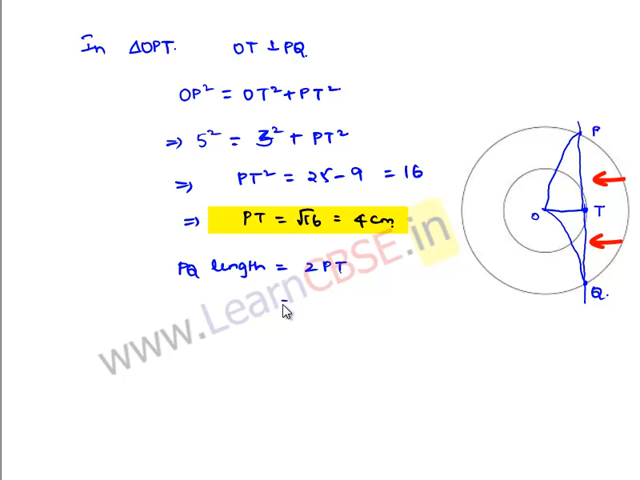 In ΔOPT. OT ⊥ PQ
OP² = OT² + PT²
⇒ 5² = 3² + PT²
⇒ PT² = 25 - 9 = 16
⇒ PT = √16 = 4 cm
PQ length = 2 PT
=
P
O
T
Q.
www.LearnCBSE.in